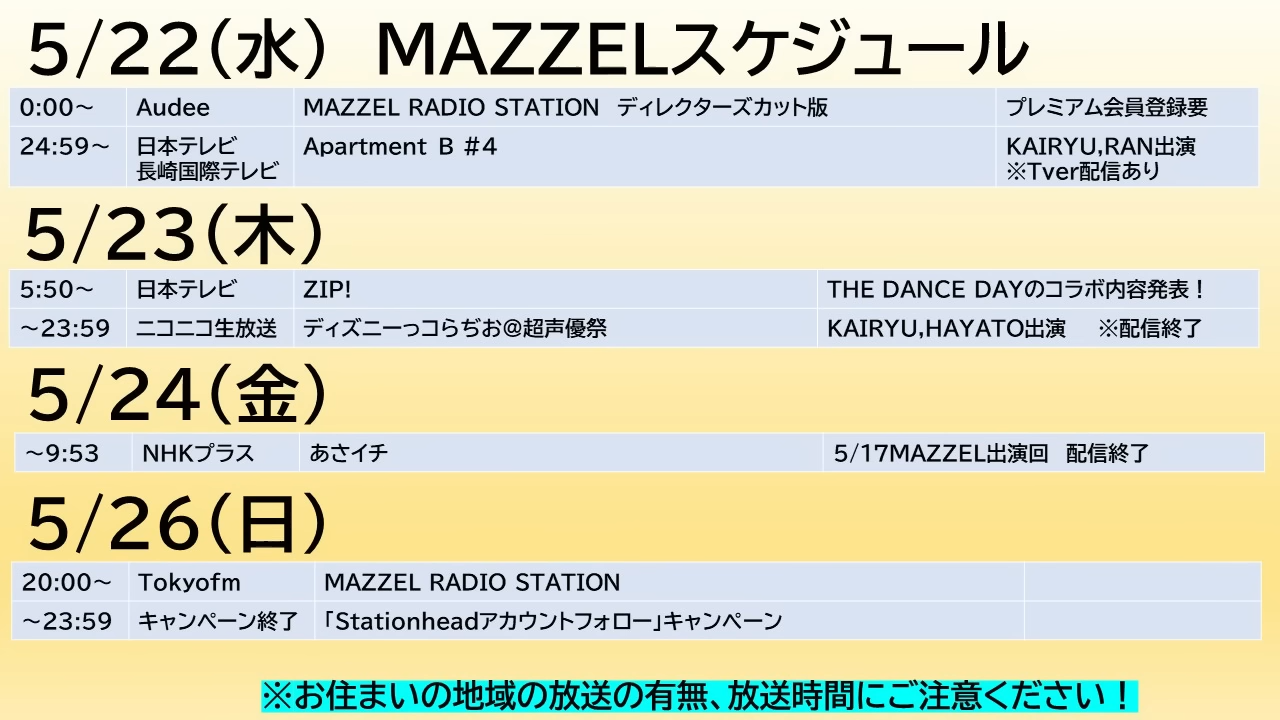 5/22(水) MAZZELスケジュール
0:00～ Audee MAZZEL RADIO STATION ディレクターズカット版 プレミアム会員登録要
24:59～ 日本テレビ Apartment B #4 KAIRYU,RAN出演
長崎国際テレビ ※Tver配信あり
5/23(木)
5:50～ 日本テレビ ZIP! THE DANCE DAYのコラボ内容発表！
～23:59 ニコニコ生放送 ディズニーっコらぢお@超声優祭 KAIRYU,HAYATO出演 ※配信終了
5/24(金)
～9:53 NHKプラス あさイチ 5/17MAZZEL出演回 配信終了
5/26(日)
20:00～ Tokyofm MAZZEL RADIO STATION
～23:59 キャンペーン終了 「Stationheadアカウントフォロー」キャンペーン
※お住まいの地域の放送の有無、放送時間にご注意ください！